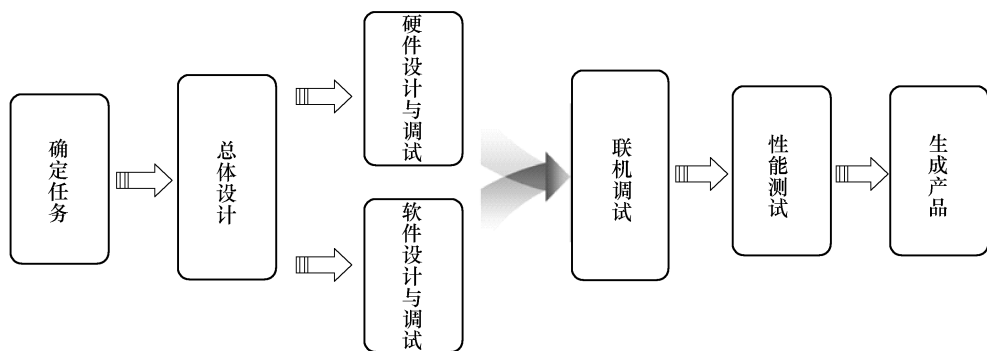 确定任务
总体设计
硬件设计与调试
软件设计与调试
联机调试
性能测试
生成产品